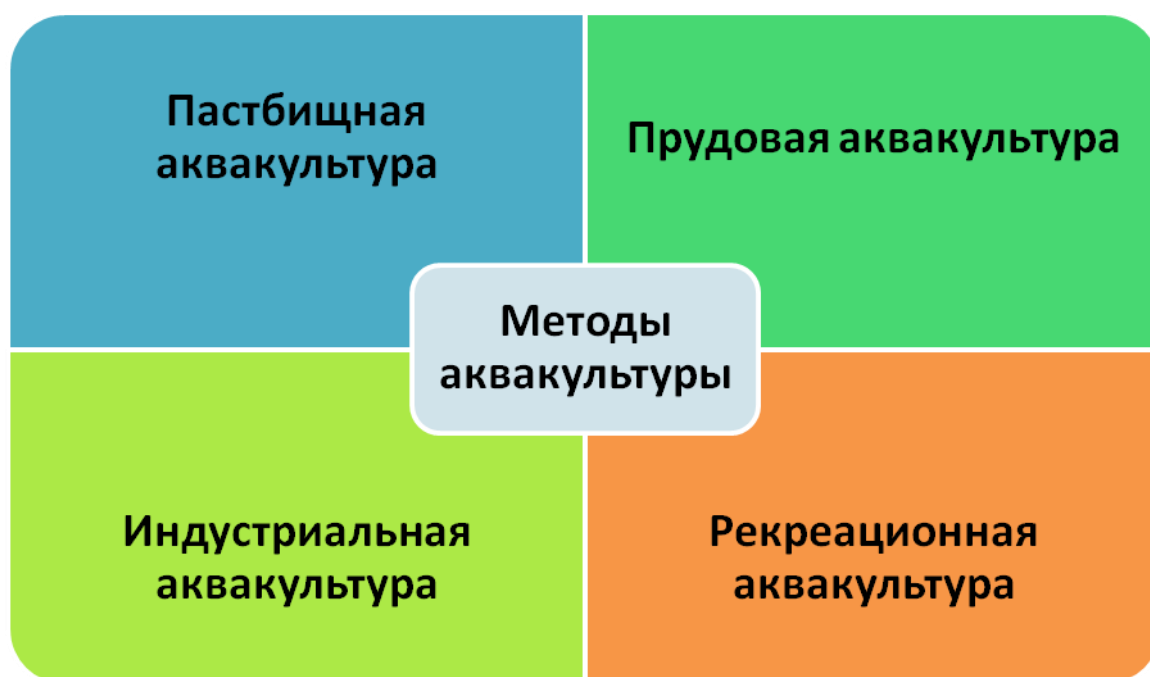 Пастбищная
аквакультура
Прудовая аквакультура
Методы
аквакультуры
Индустриальная
аквакультура
Рекреационная
аквакультура